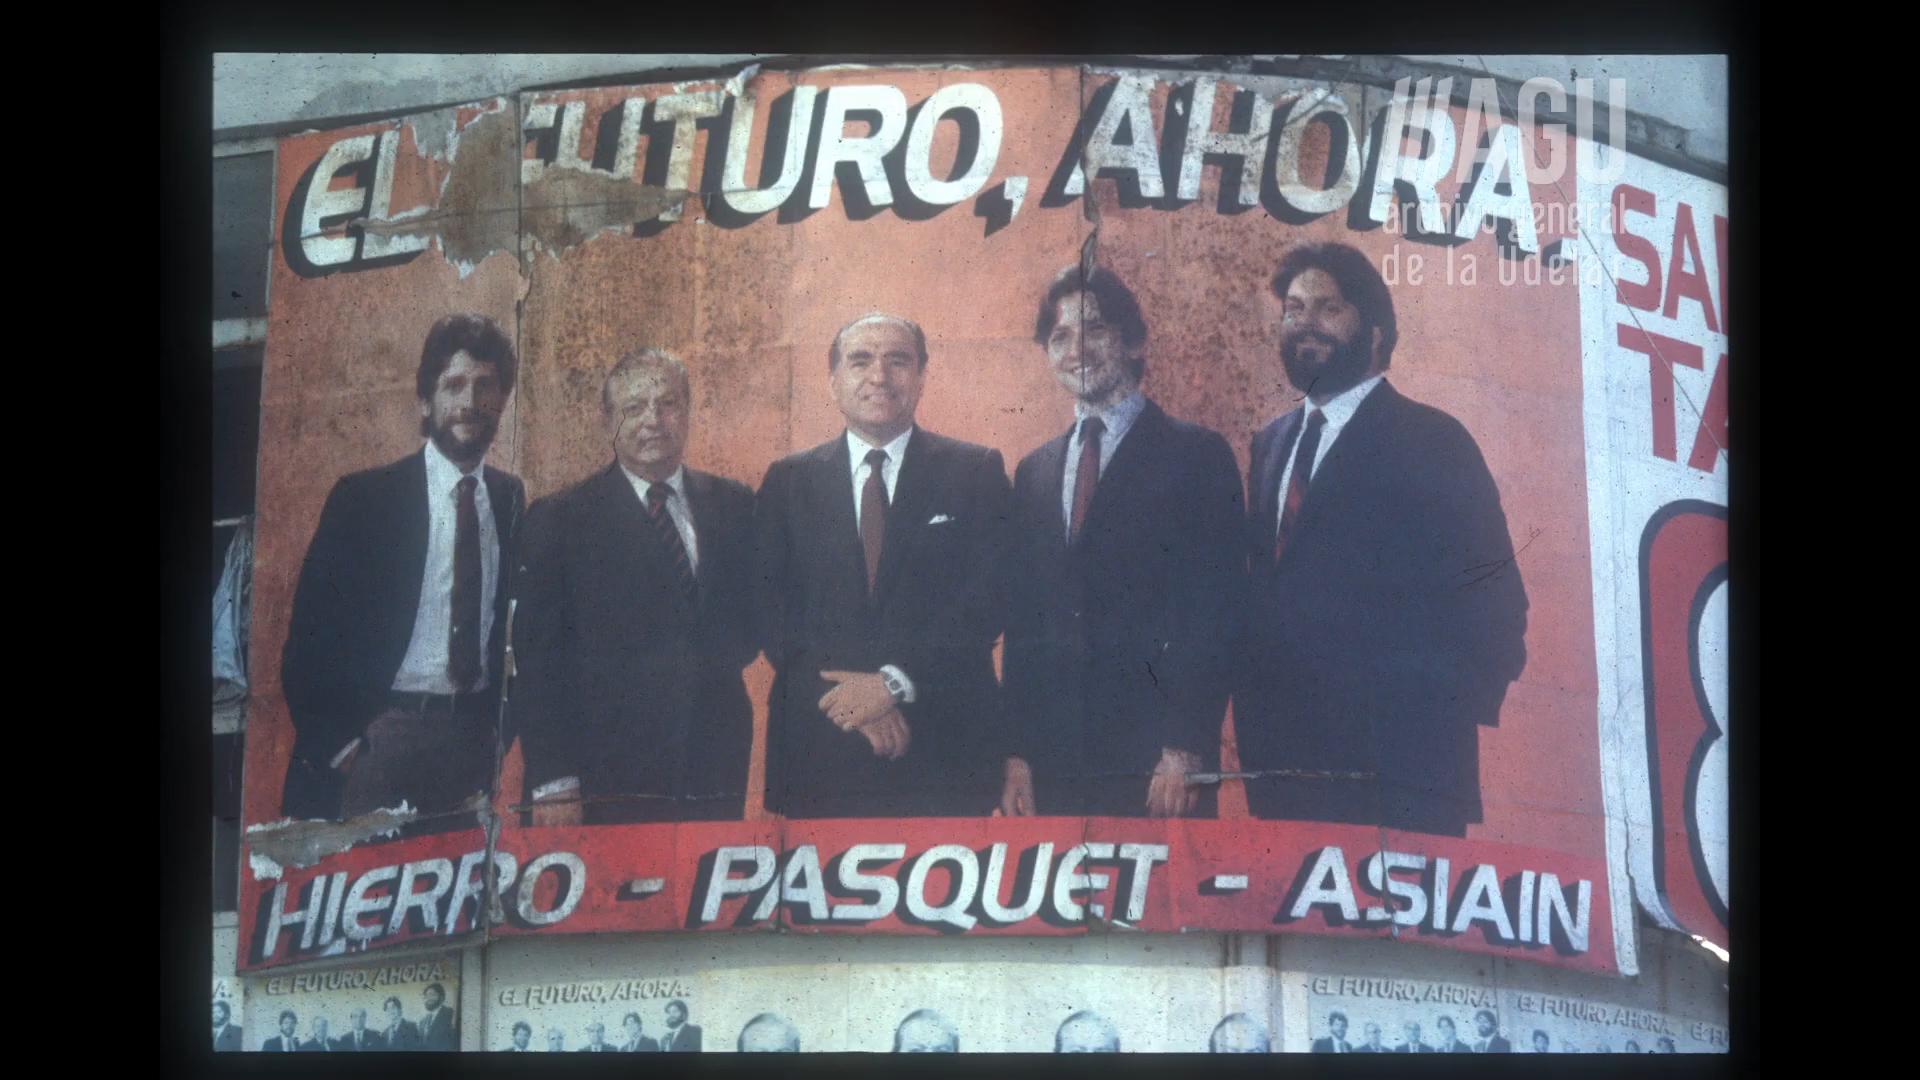 EL FUTURO, AHORA.
AGU
archivo general
de la Udelar
HIERRO - PASQUET - ASIAIN
EL FUTURO, AHORA.
EL FUTURO, AHORA.
EL FUTURO, AHORA.
EL FUTURO, AHORA.